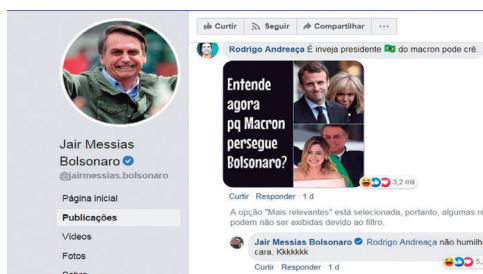 Curtir Seguir Compartilhar ...
Rodrigo Andreaça É inveja presidente do macron pode crê.
Entende
agora
pq Macron
persegue
Bolsonaro?
3,2 mil
Curtir · Responder · 1 d
A opção "Mais relevantes" está selecionada, portanto, algumas re
podem não ser exibidas devido ao filtro.
Jair Messias Bolsonaro Rodrigo Andreaça não humilha
cara. Kkkkkkk
5,
Curtir · Responder · 1 d
Jair Messias
Bolsonaro
@jairmessias.bolsonaro
Página inicial
Publicações
Vídeos
Fotos
Sobre